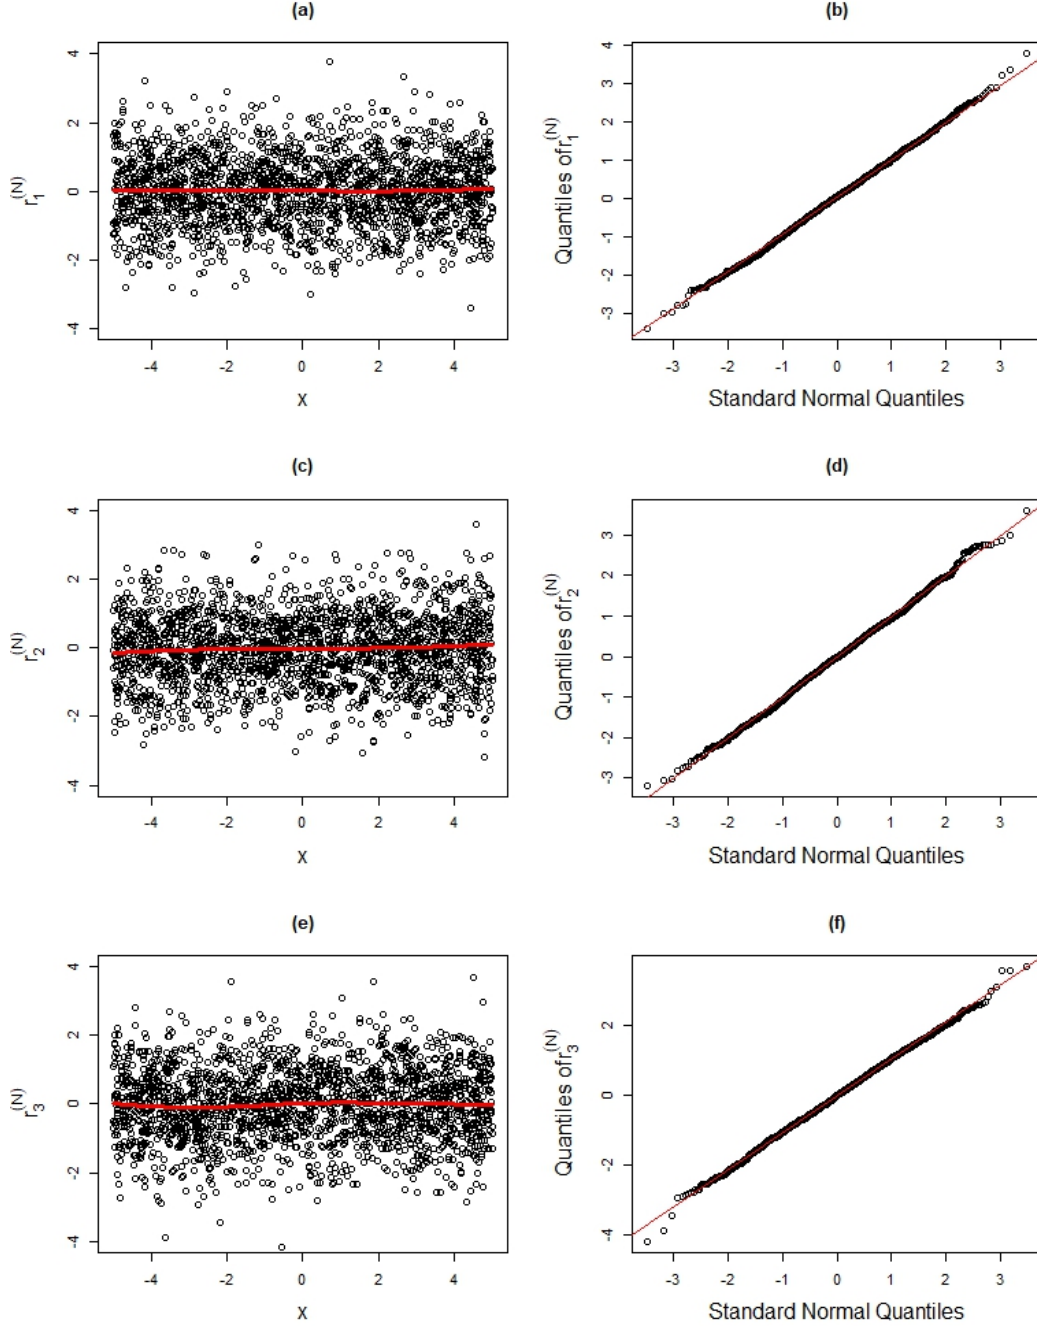 (a)
(b)
4
2
0
-2
-4
r₁⁽ᴺ⁾
-4 -2 0 2 4
x
4
3
2
1
0
-1
-2
-3
Quantiles of r₁⁽ᴺ⁾
-3 -2 -1 0 1 2 3
Standard Normal Quantiles
(c)
(d)
4
2
0
-2
-4
r₂⁽ᴺ⁾
-4 -2 0 2 4
x
3
2
1
0
-1
-2
-3
Quantiles of r₂⁽ᴺ⁾
-3 -2 -1 0 1 2 3
Standard Normal Quantiles
(e)
(f)
4
2
0
-2
-4
r₃⁽ᴺ⁾
-4 -2 0 2 4
x
2
0
-2
-4
Quantiles of r₃⁽ᴺ⁾
-3 -2 -1 0 1 2 3
Standard Normal Quantiles